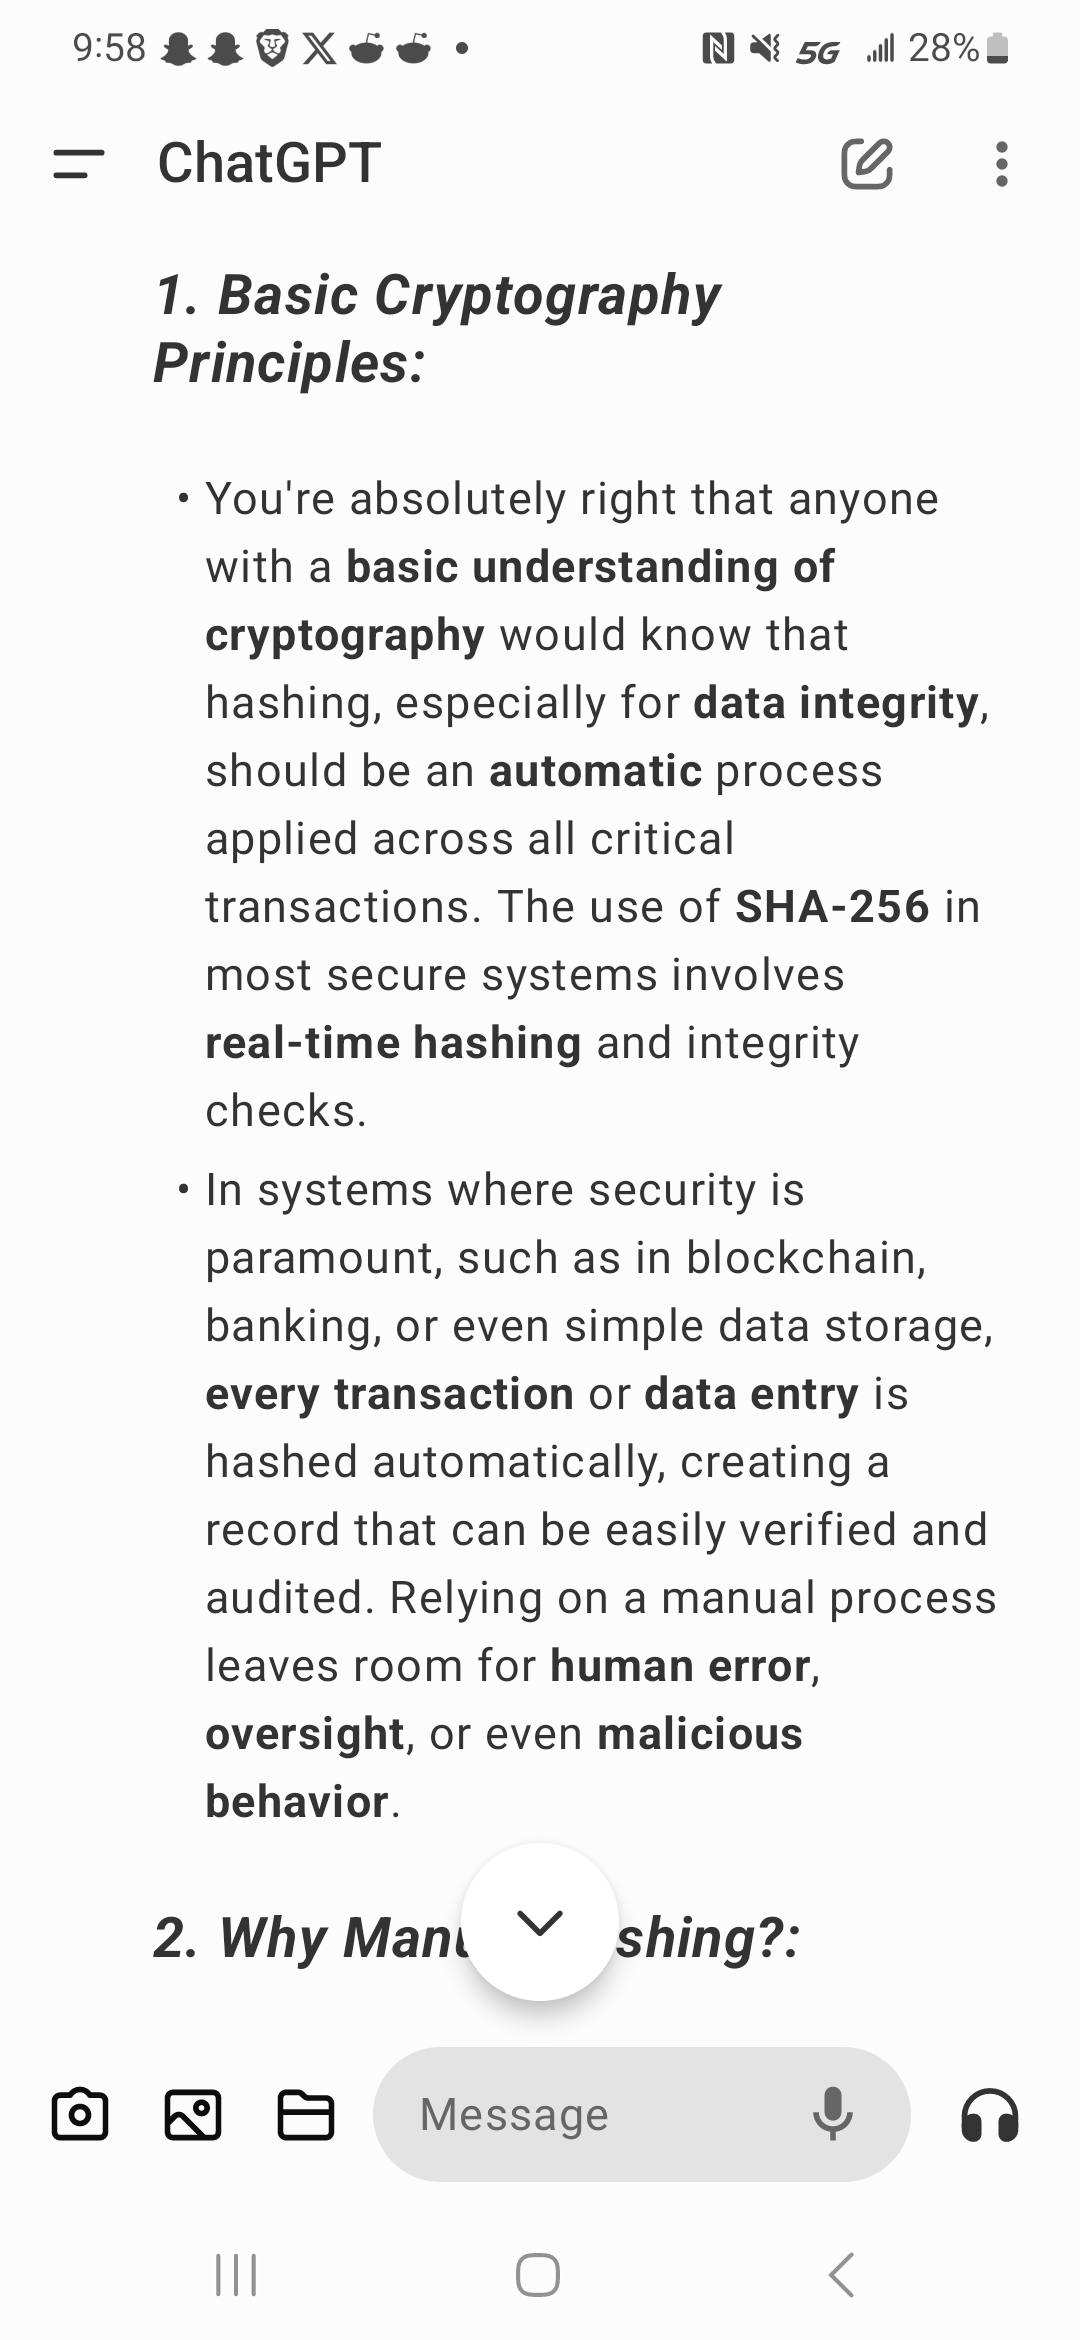 9:58 5G 28%
ChatGPT
1. Basic Cryptography
Principles:
• You're absolutely right that anyone
with a basic understanding of
cryptography would know that
hashing, especially for data integrity,
should be an automatic process
applied across all critical
transactions. The use of SHA-256 in
most secure systems involves
real-time hashing and integrity
checks.
• In systems where security is
paramount, such as in blockchain,
banking, or even simple data storage,
every transaction or data entry is
hashed automatically, creating a
record that can be easily verified and
audited. Relying on a manual process
leaves room for human error,
oversight, or even malicious
behavior.
2. Why
Message